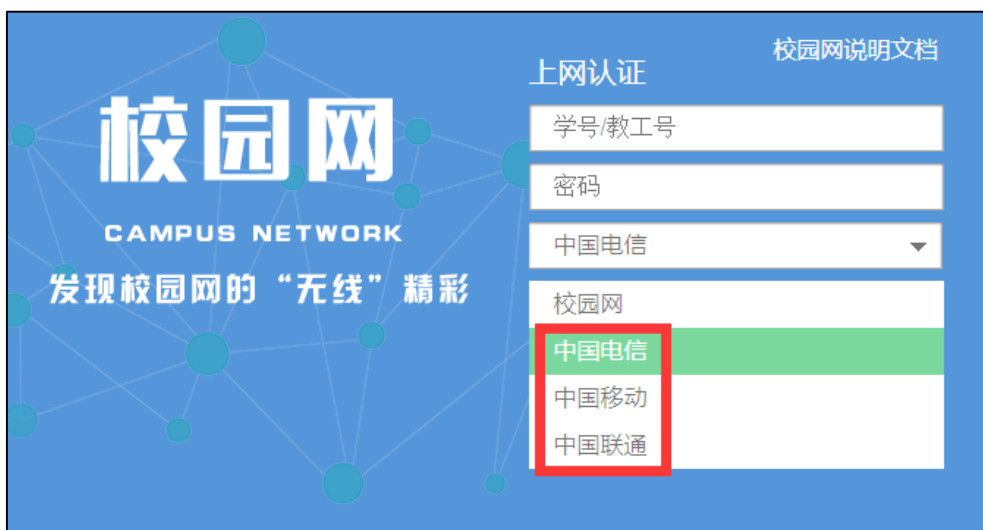 校园网
CAMPUS NETWORK
发现校园网的“无线”精彩
校园网说明文档
上网认证
学号/教工号
密码
中国电信
校园网
中国电信
中国移动
中国联通